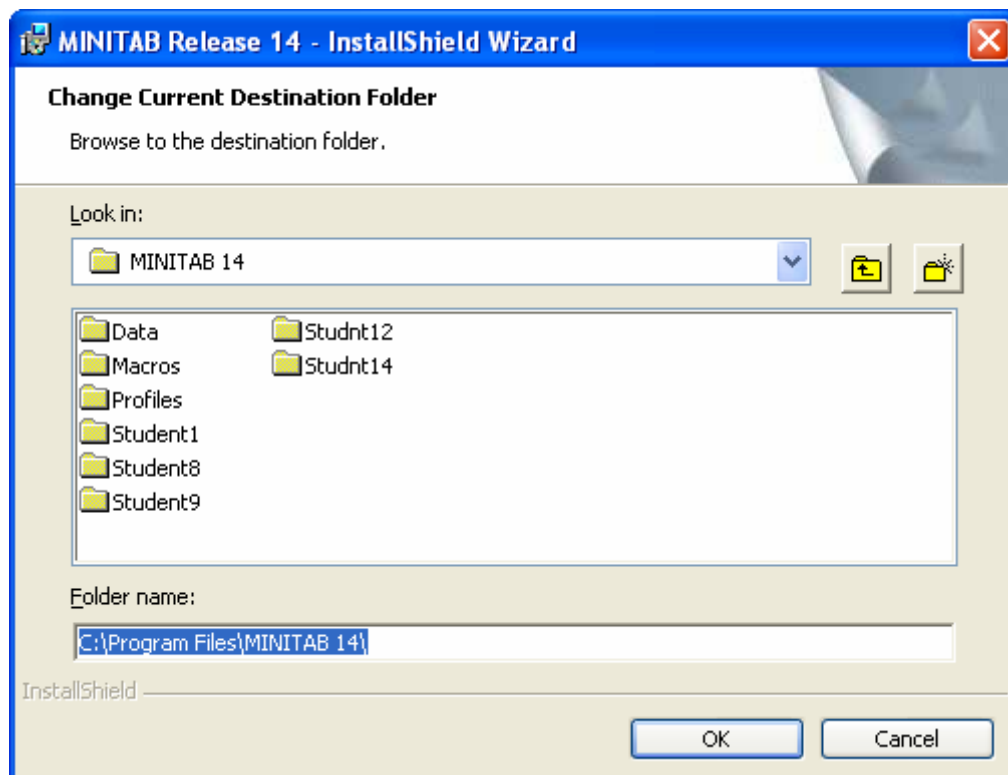 MINITAB Release 14 - InstallShield Wizard
Change Current Destination Folder
Browse to the destination folder.
Look in:
MINITAB 14
Data
Macros
Profiles
Student1
Student8
Student9
Studnt12
Studnt14
Folder name:
C:\Program Files\MINITAB 14\
InstallShield
OK Cancel